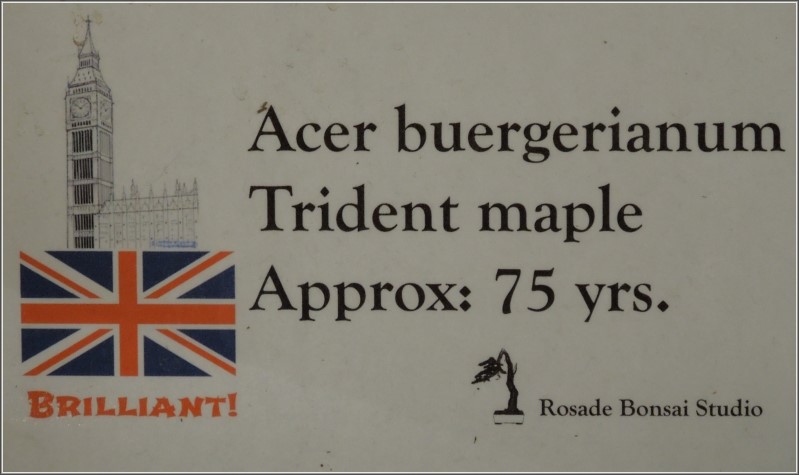 Acer buergerianum
Trident maple
Approx: 75 yrs.
BRILLIANT!
Rosade Bonsai Studio